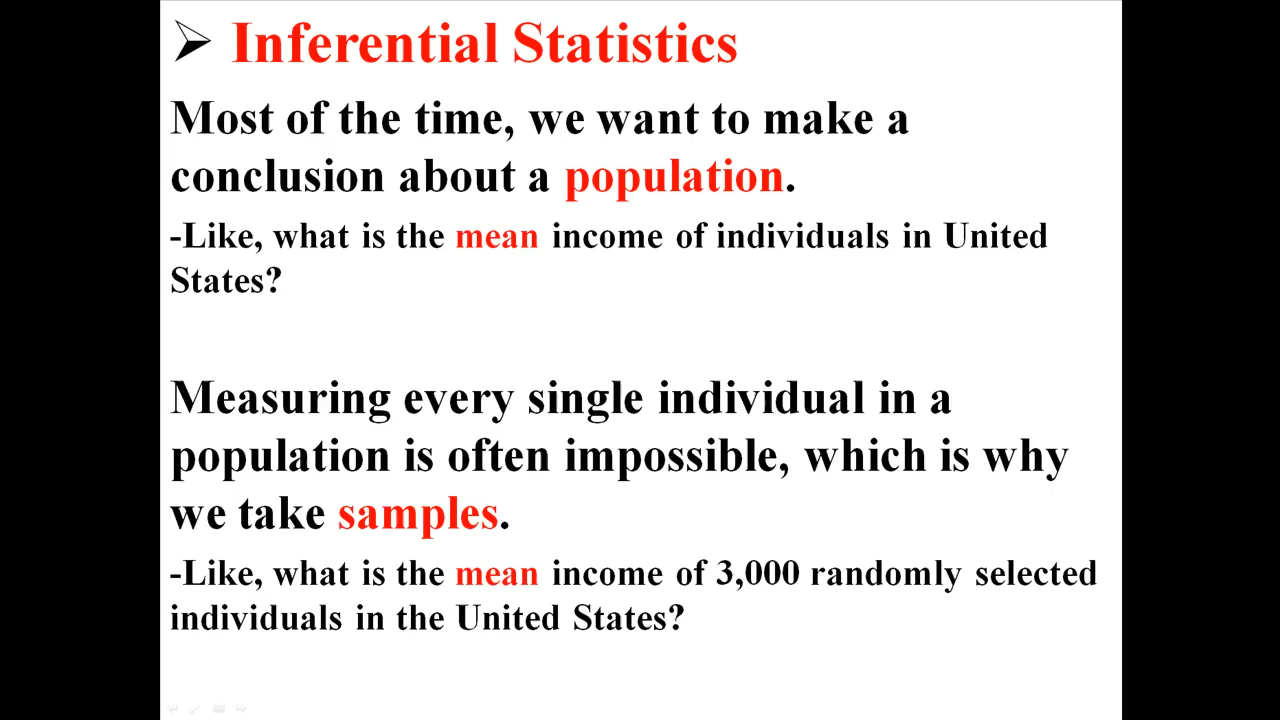 ➢ Inferential Statistics
Most of the time, we want to make a
conclusion about a population.
-Like, what is the mean income of individuals in United
States?
Measuring every single individual in a
population is often impossible, which is why
we take samples.
-Like, what is the mean income of 3,000 randomly selected
individuals in the United States?